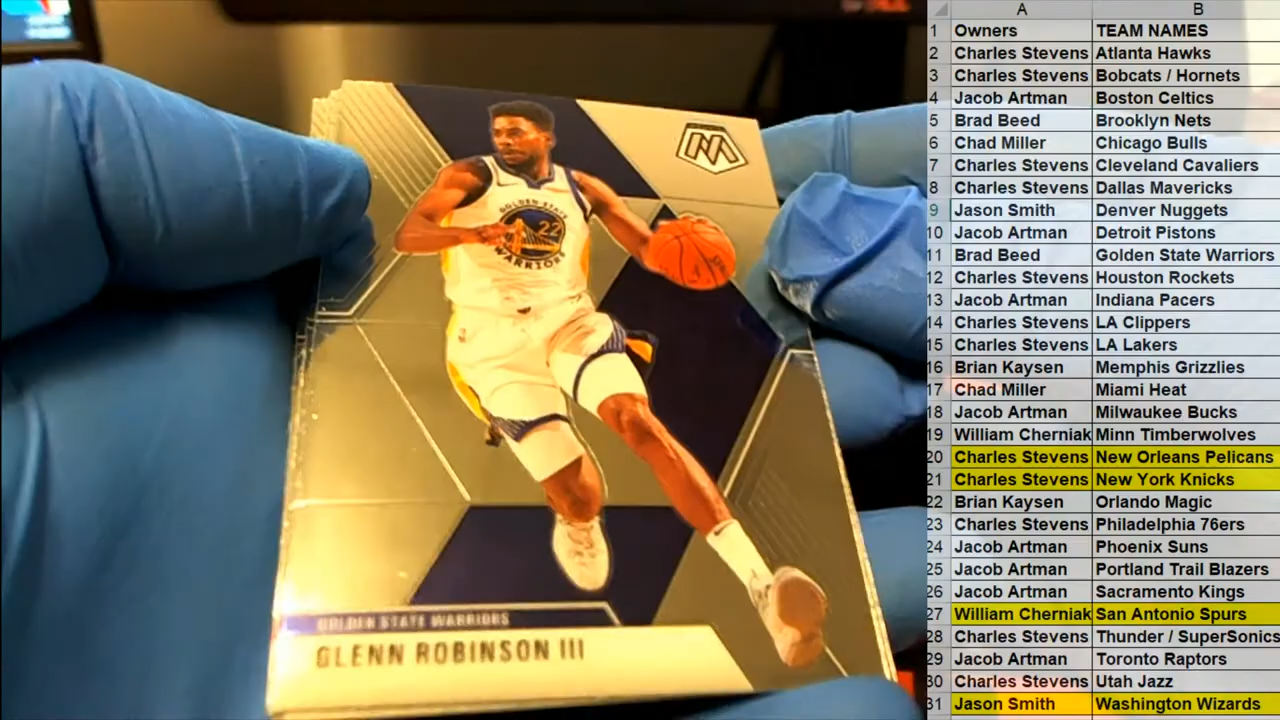 GOLDEN STATE
22
WARRIORS
GOLDEN STATE WARRIORS
GLENN ROBINSON III
A B
1 Owners TEAM NAMES
2 Charles Stevens Atlanta Hawks
3 Charles Stevens Bobcats / Hornets
4 Jacob Artman Boston Celtics
5 Brad Beed Brooklyn Nets
6 Chad Miller Chicago Bulls
7 Charles Stevens Cleveland Cavaliers
8 Charles Stevens Dallas Mavericks
9 Jason Smith Denver Nuggets
10 Jacob Artman Detroit Pistons
11 Brad Beed Golden State Warriors
12 Charles Stevens Houston Rockets
13 Jacob Artman Indiana Pacers
14 Charles Stevens LA Clippers
15 Charles Stevens LA Lakers
16 Brian Kaysen Memphis Grizzlies
17 Chad Miller Miami Heat
18 Jacob Artman Milwaukee Bucks
19 William Cherniak Minn Timberwolves
20 Charles Stevens New Orleans Pelicans
21 Charles Stevens New York Knicks
22 Brian Kaysen Orlando Magic
23 Charles Stevens Philadelphia 76ers
24 Jacob Artman Phoenix Suns
25 Jacob Artman Portland Trail Blazers
26 Jacob Artman Sacramento Kings
27 William Cherniak San Antonio Spurs
28 Charles Stevens Thunder / SuperSonics
29 Jacob Artman Toronto Raptors
30 Charles Stevens Utah Jazz
31 Jason Smith Washington Wizards